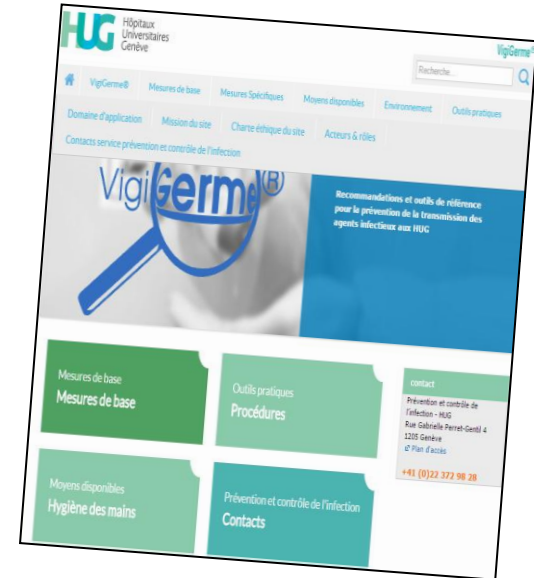 HUG
Hôpitaux
Universitaires
Genève
VigiGerme®
Recherche...
VigiGerme®
Mesures de base
Mesures Spécifiques
Moyens disponibles
Environnement
Outils pratiques
Domaine d'application
Mission du site
Charte éthique du site
Acteurs & rôles
Contacts service prévention et contrôle de l'infection
VigiGerme®
Recommandations et outils de référence
pour la prévention de la transmission des
agents infectieux aux HUG
Mesures de base
Mesures de base
Outils pratiques
Procédures
contact
Prévention et contrôle de
l'infection - HUG
Rue Gabrielle Perret-Gentil 4
1205 Genève
Plan d'accès
+41 (0)22 372 98 28
Moyens disponibles
Hygiène des mains
Prévention et contrôle de l'infection
Contacts